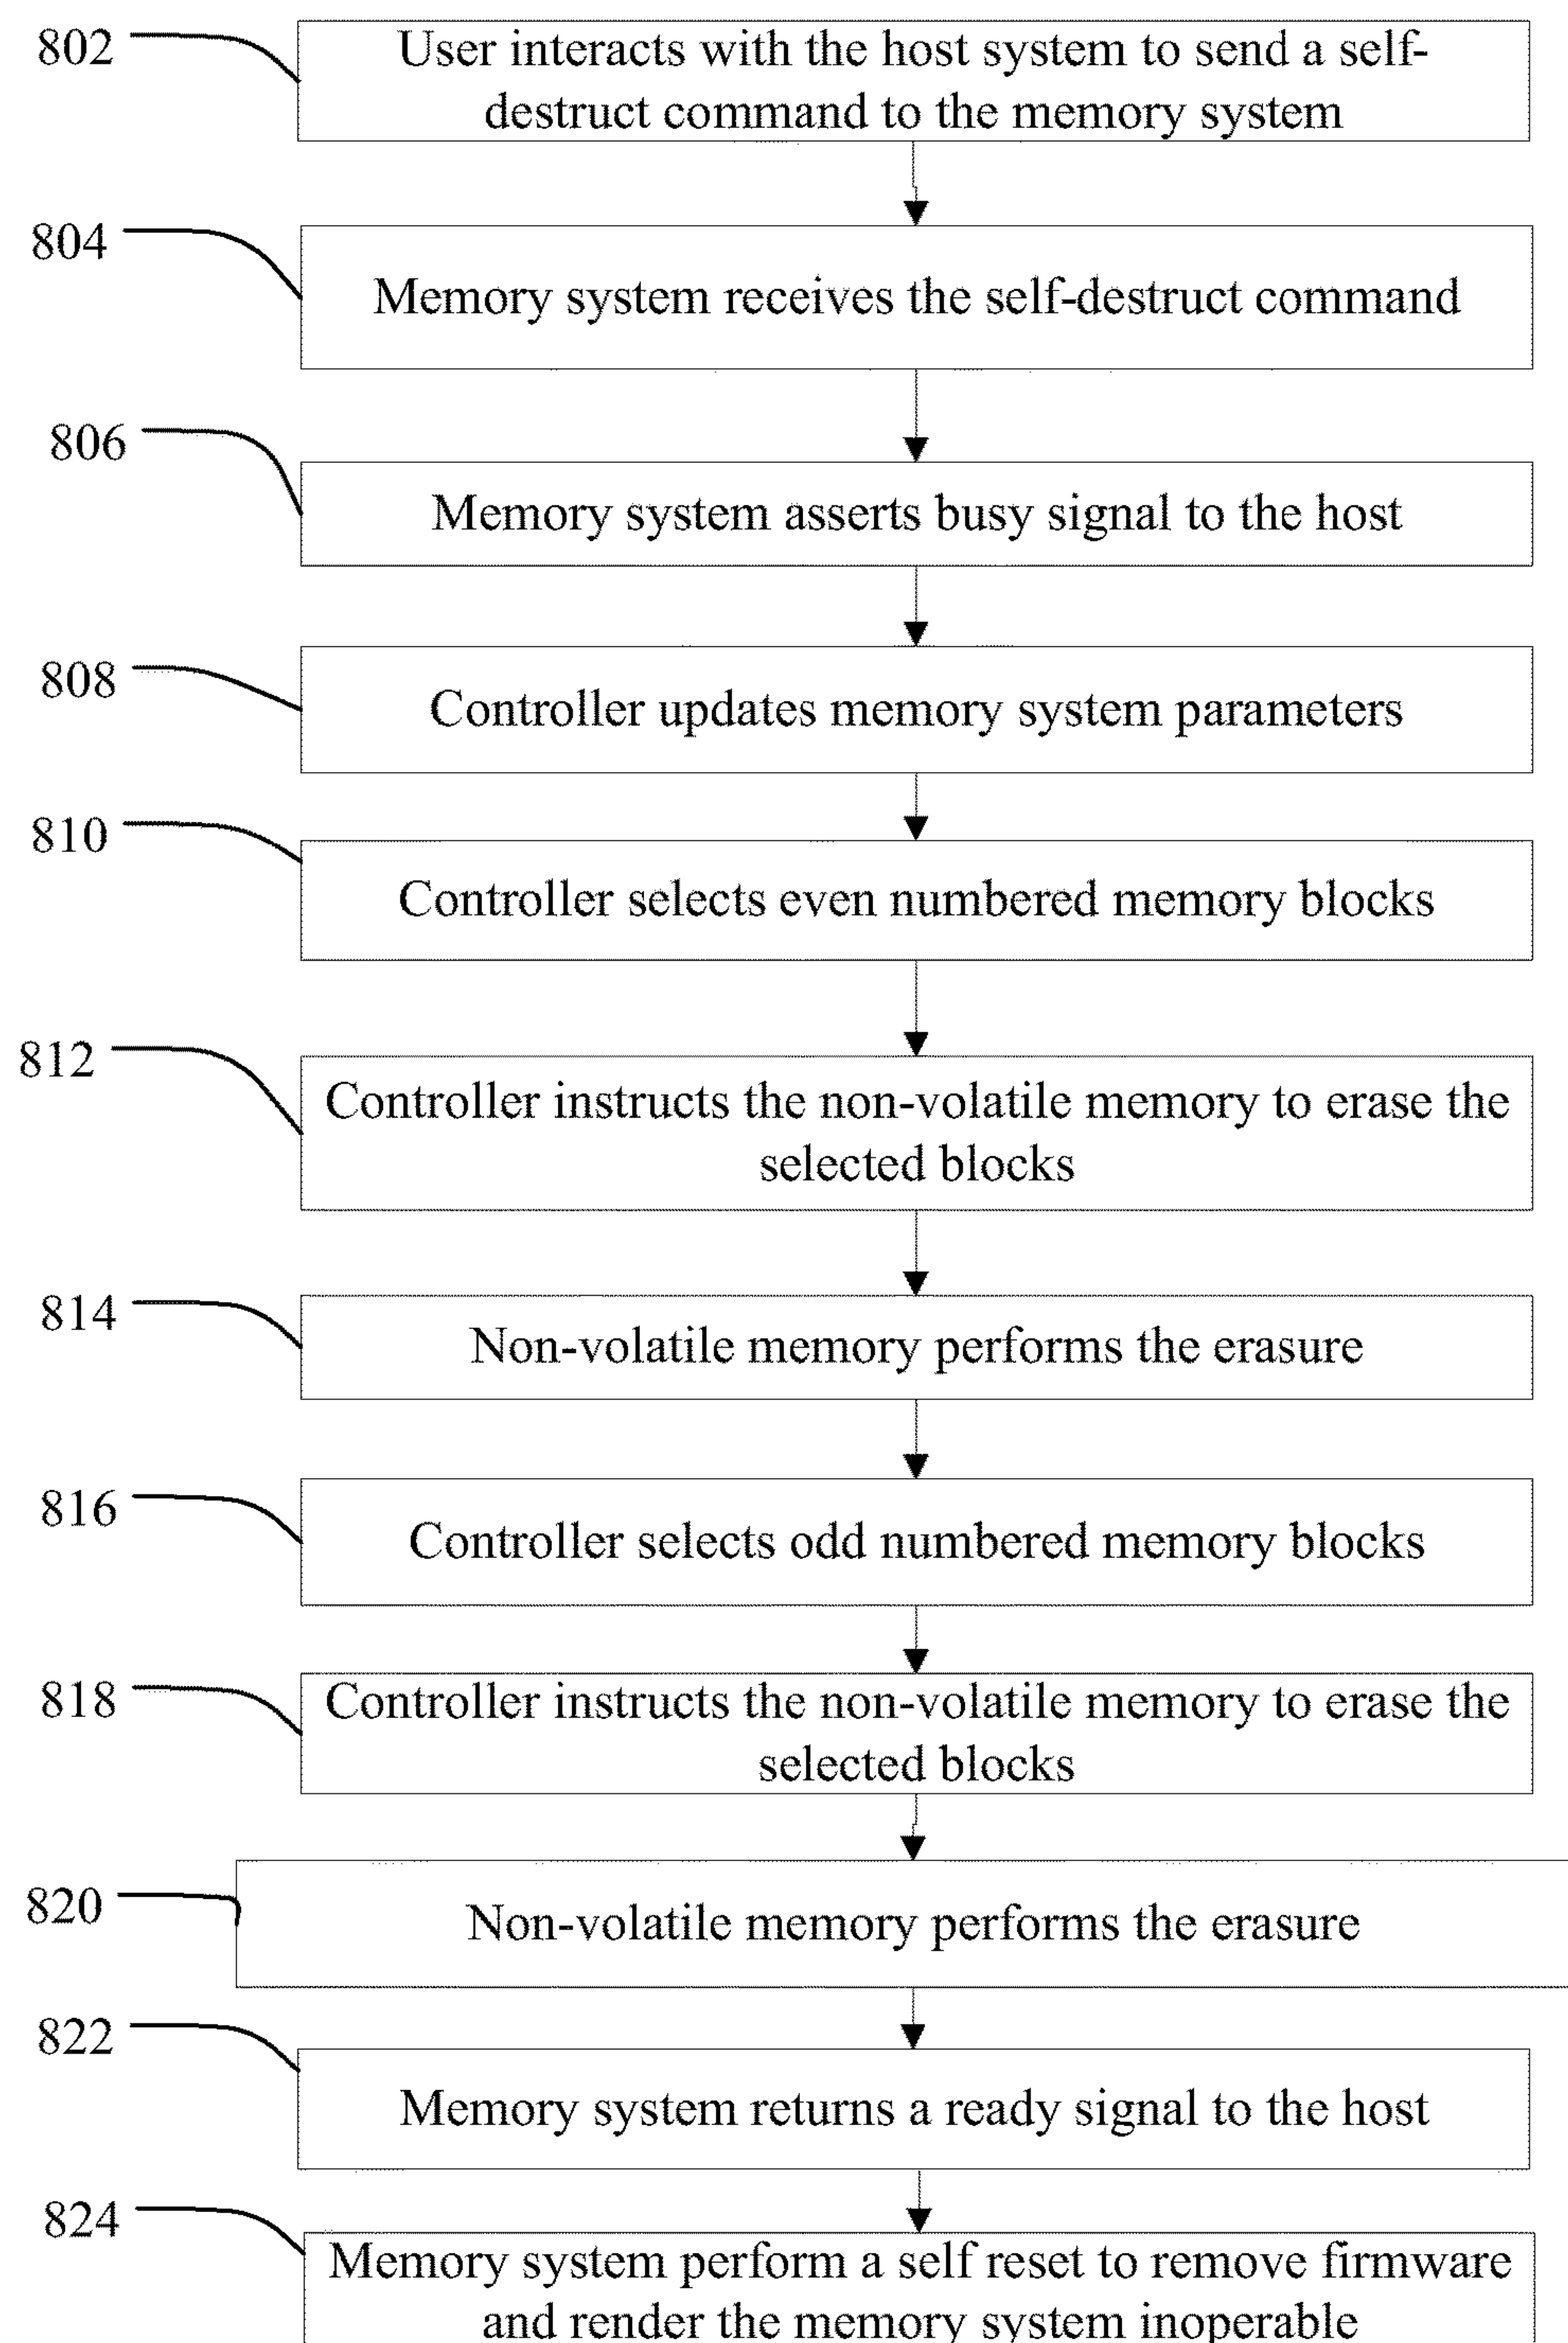 802
User interacts with the host system to send a self-
destruct command to the memory system
804
Memory system receives the self-destruct command
806
Memory system asserts busy signal to the host
808
Controller updates memory system parameters
810
Controller selects even numbered memory blocks
812
Controller instructs the non-volatile memory to erase the
selected blocks
814
Non-volatile memory performs the erasure
816
Controller selects odd numbered memory blocks
818
Controller instructs the non-volatile memory to erase the
selected blocks
820
Non-volatile memory performs the erasure
822
Memory system returns a ready signal to the host
824
Memory system perform a self reset to remove firmware
and render the memory system inoperable